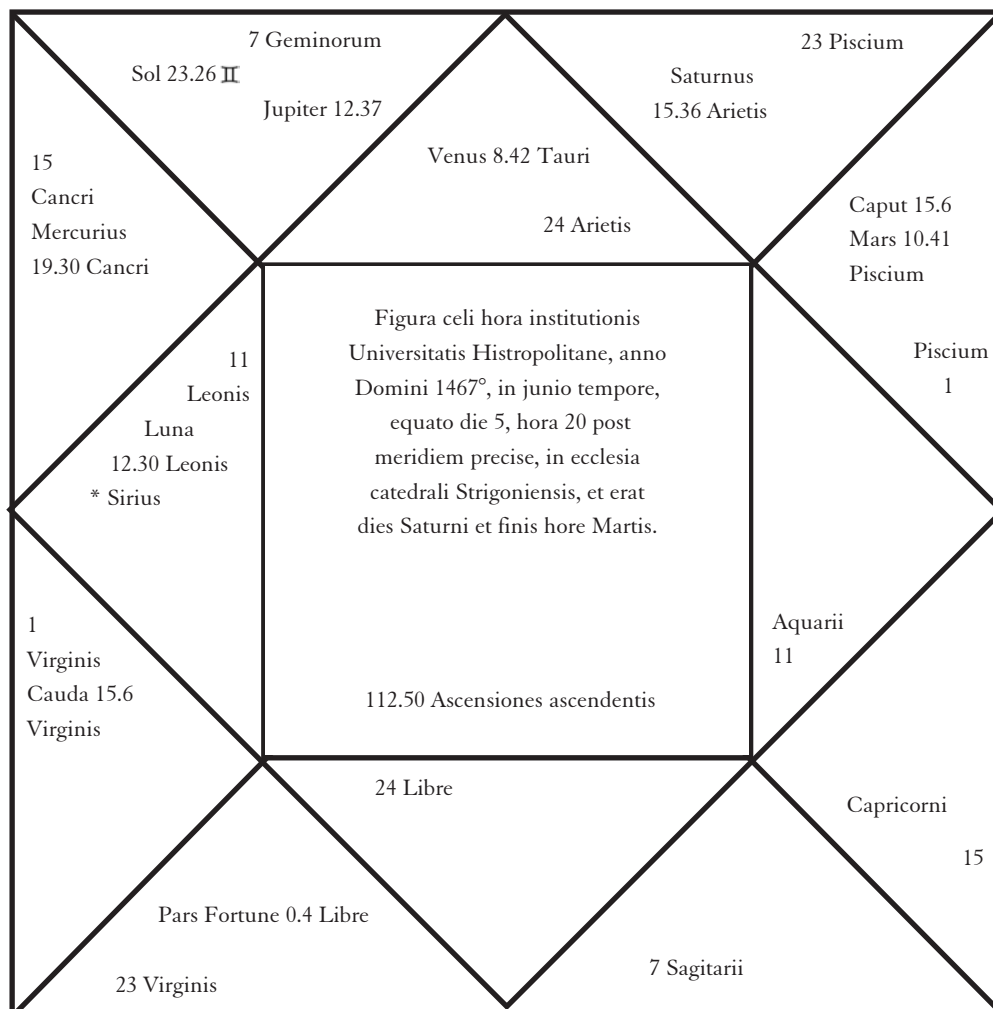 7 Geminorum
Sol 23.26 ♊
Jupiter 12.37
23 Piscium
Saturnus
15.36 Arietis
Venus 8.42 Tauri
24 Arietis
15
Cancri
Mercurius
19.30 Cancri
Caput 15.6
Mars 10.41
Piscium
Piscium
1
11
Leonis
Luna
12.30 Leonis
* Sirius
Figura celi hora institutionis
Universitatis Histropolitane, anno
Domini 1467°, in junio tempore,
equato die 5, hora 20 post
meridiem precise, in ecclesia
catedrali Strigoniensis, et erat
dies Saturni et finis hore Martis.
112.50 Ascensiones ascendentis
Aquarii
11
1
Virginis
Cauda 15.6
Virginis
24 Libre
Capricorni
15
Pars Fortune 0.4 Libre
23 Virginis
7 Sagitarii